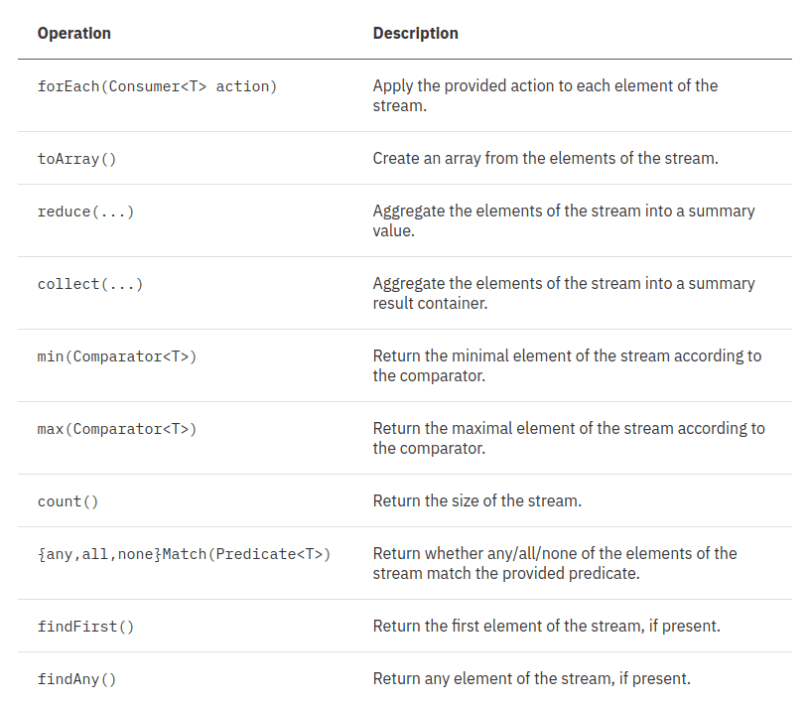 Operation Description
forEach(Consumer<T> action) Apply the provided action to each element of the
stream.
toArray() Create an array from the elements of the stream.
reduce(...) Aggregate the elements of the stream into a summary
value.
collect(...) Aggregate the elements of the stream into a summary
result container.
min(Comparator<T>) Return the minimal element of the stream according to
the comparator.
max(Comparator<T>) Return the maximal element of the stream according to
the comparator.
count() Return the size of the stream.
{any,all,none}Match(Predicate<T>) Return whether any/all/none of the elements of the
stream match the provided predicate.
findFirst() Return the first element of the stream, if present.
findAny() Return any element of the stream, if present.